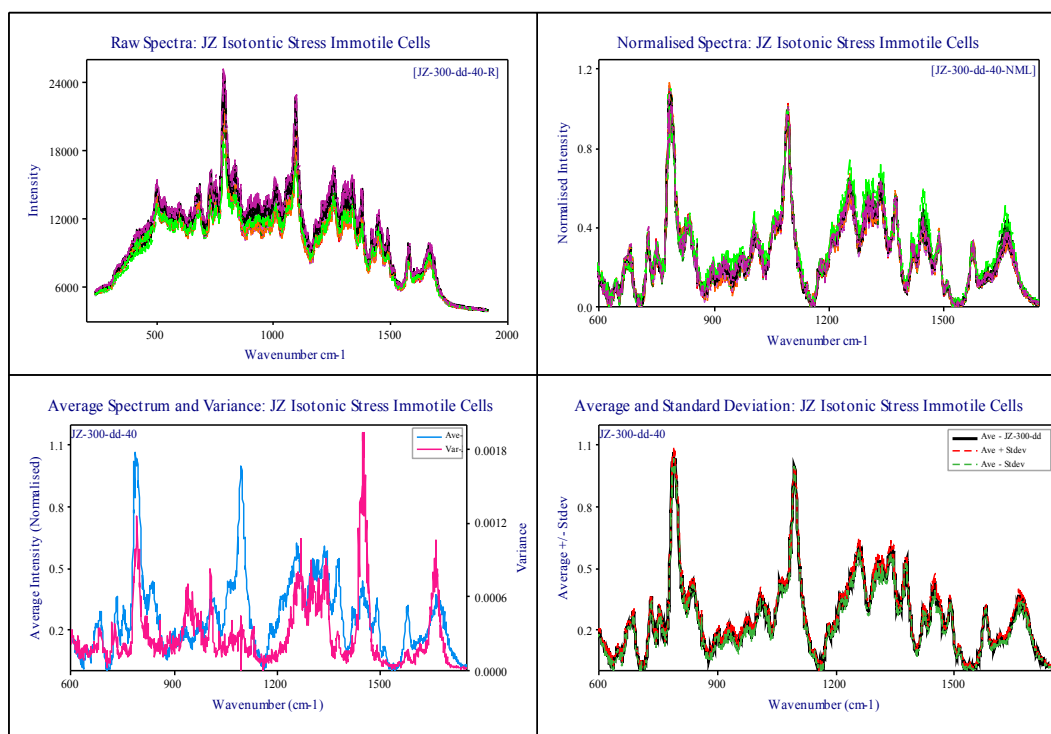 Raw Spectra: JZ Isotontic Stress Immotile Cells
[JZ-300-dd-40-R]
24000
18000
12000
6000
Intensity
500
1000
1500
2000
Wavenumber cm-1
Normalised Spectra: JZ Isotonic Stress Immotile Cells
[JZ-300-dd-40-NML]
1.2
0.8
0.4
0.0
Normalised Intensity
600
900
1200
1500
Wavenumber cm-1
Average Spectrum and Variance: JZ Isotonic Stress Immotile Cells
JZ-300-dd-40
Ave-
Var-
1.1
0.8
0.5
0.2
Average Intensity (Normalised)
0.0018
0.0012
0.0006
0.0000
Variance
600
900
1200
1500
Wavenumber (cm-1)
Average and Standard Deviation: JZ Isotonic Stress Immotile Cells
JZ-300-dd-40
Ave - JZ-300-dd
Ave + Stdev
Ave - Stdev
1.1
0.8
0.5
0.2
Average +/- Stdev
600
900
1200
1500
Wavenumber (cm-1)